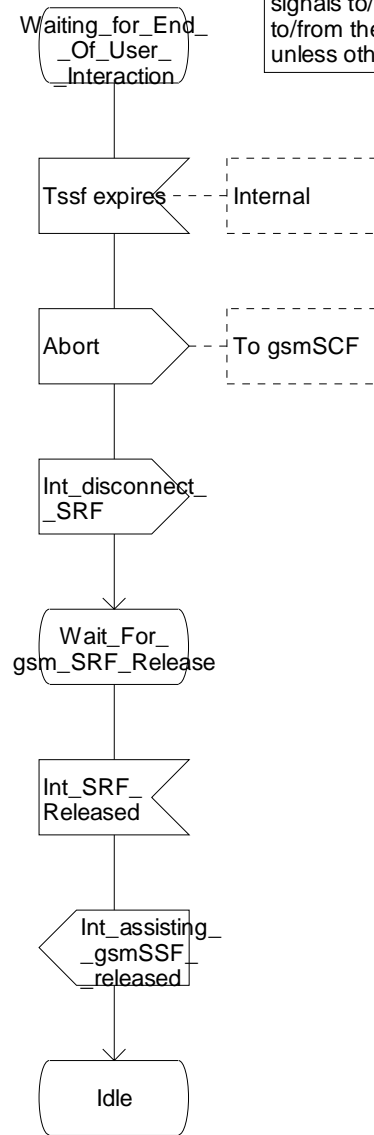 signals to/
to/from the
unless oth
Waiting_for_End_
_Of_User_
_Interaction
Tssf expires
Internal
Abort
To gsmSCF
Int_disconnect_
_SRF
Wait_For_
gsm_SRF_Release
Int_SRF_
Released
Int_assisting_
_gsmSSF_
_released
Idle